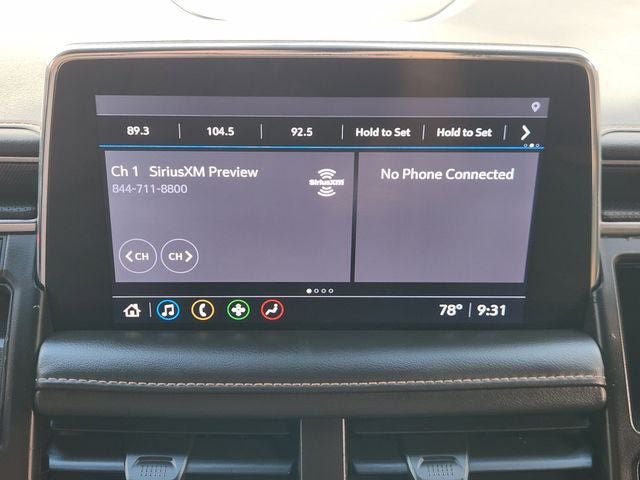 89.3 104.5 92.5 Hold to Set Hold to Set
Ch 1 SiriusXM Preview
844-711-8800
SiriusXM
No Phone Connected
CH CH
78° 9:31